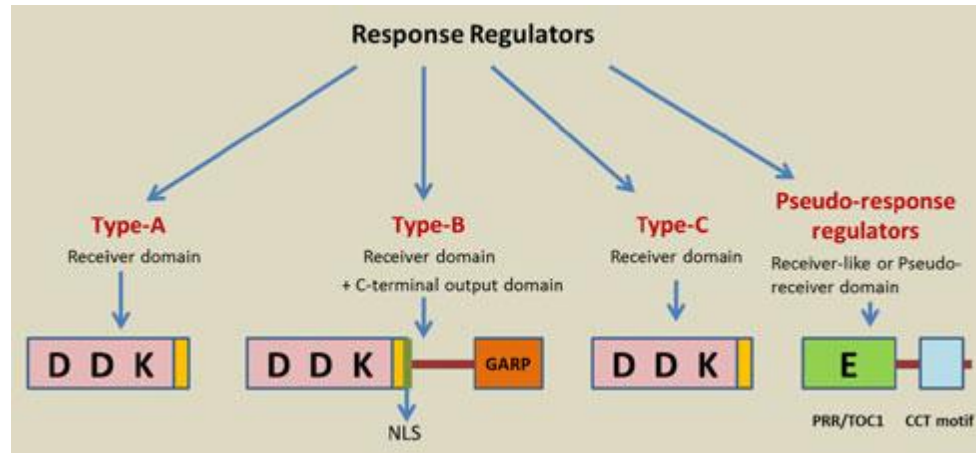 Response Regulators
Type-A
Receiver domain
D D K
Type-B
Receiver domain
+ C-terminal output domain
D D K
GARP
NLS
Type-C
Receiver domain
D D K
Pseudo-response
regulators
Receiver-like or Pseudo-
receiver domain
E
PRR/TOC1
CCT motif